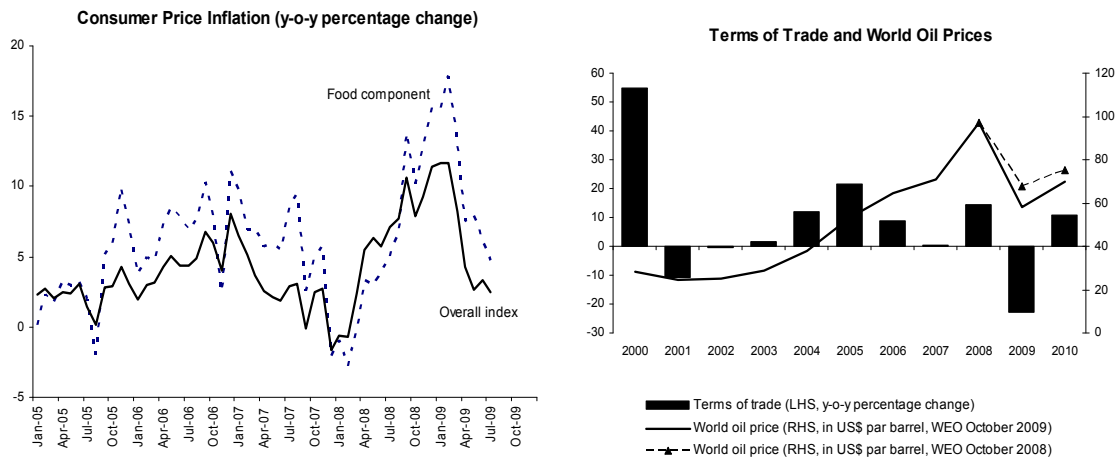 Consumer Price Inflation (y-o-y percentage change)
20
15
10
5
0
-5
Food component
Overall index
Jan-05
Apr-05
Jul-05
Oct-05
Jan-06
Apr-06
Jul-06
Oct-06
Jan-07
Apr-07
Jul-07
Oct-07
Jan-08
Apr-08
Jul-08
Oct-08
Jan-09
Apr-09
Jul-09
Oct-09
Terms of Trade and World Oil Prices
60
50
40
30
20
10
0
-10
-20
-30
120
100
80
60
40
20
0
2000 2001 2002 2003 2004 2005 2006 2007 2008 2009 2010
Terms of trade (LHS, y-o-y percentage change)
World oil price (RHS, in US$ par barrel, WEO October 2009)
World oil price (RHS, in US$ par barrel, WEO October 2008)